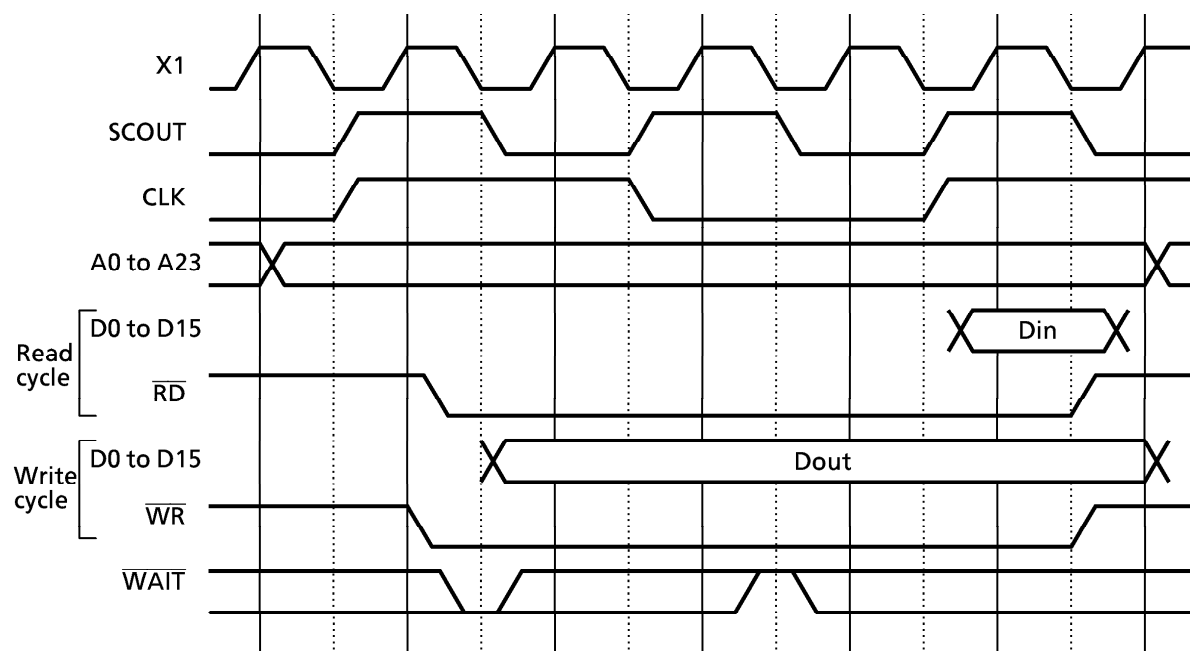 X1
SCOUT
CLK
A0 to A23
Read
cycle
D0 to D15
Din
RD
Write
cycle
D0 to D15
Dout
WR
WAIT